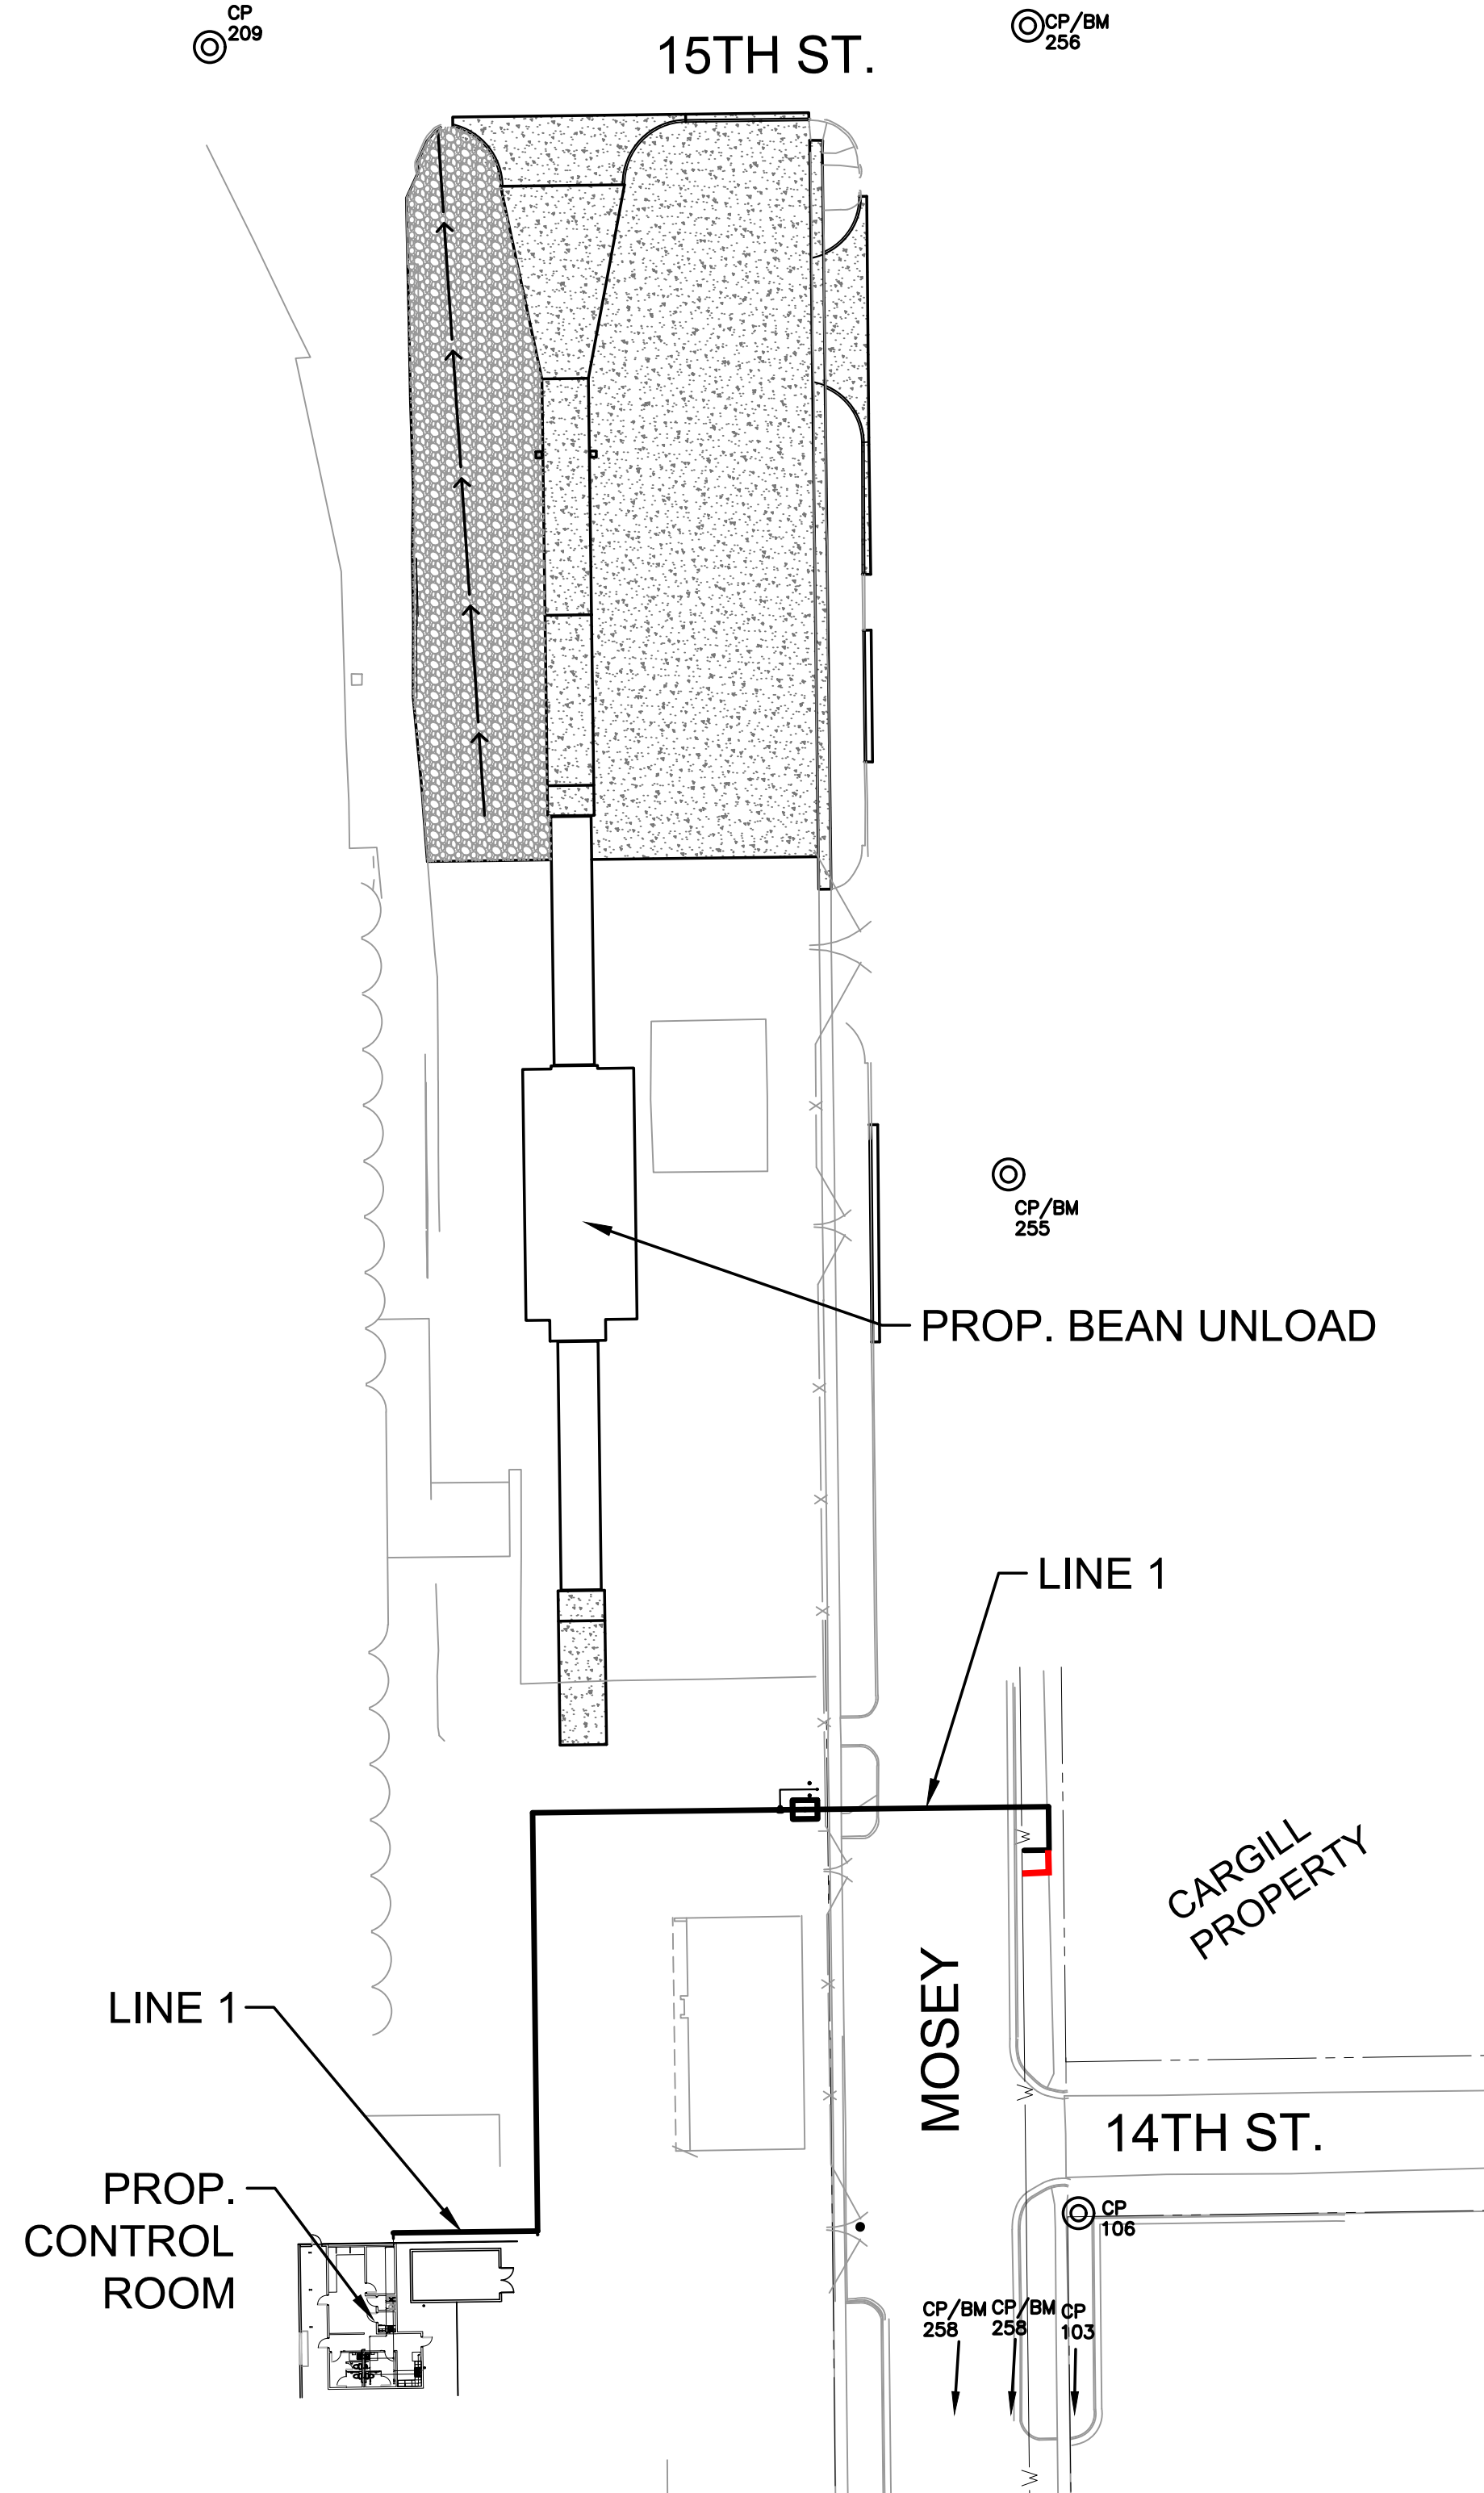 CP
209
15TH ST.
CP/BM
256
CP/BM
255
PROP. BEAN UNLOAD
LINE 1
W
CARGILL
PROPERTY
MOSEY
LINE 1
W
14TH ST.
PROP.
CONTROL
ROOM
CP
106
CP/BM
258
CP/BM
258
CP
103
W